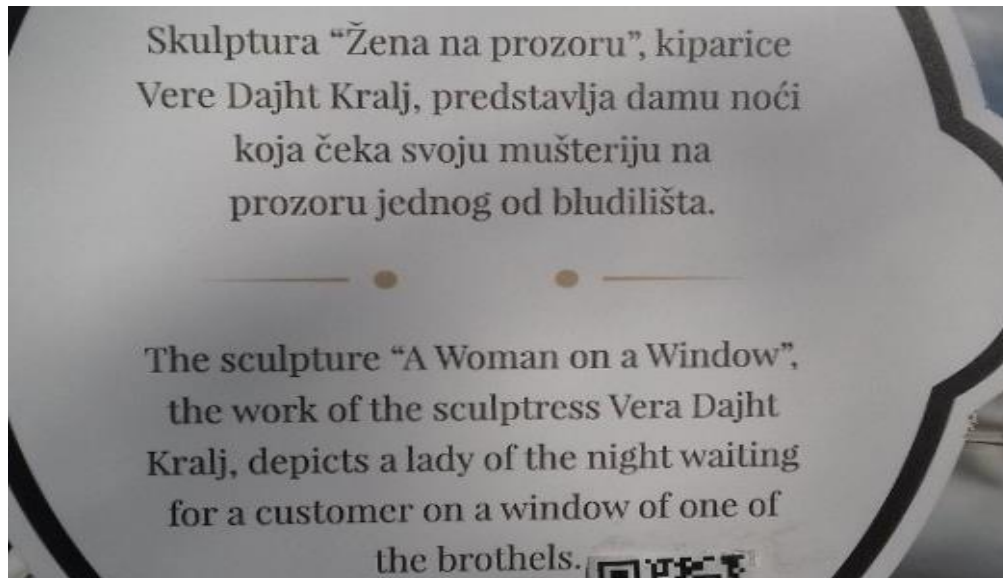 Skulptura “Žena na prozoru”, kiparice
Vere Dajht Kralj, predstavlja damu noći
koja čeka svoju mušteriju na
prozoru jednog od bludilišta.
The sculpture “A Woman on a Window”,
the work of the sculptress Vera Dajht
Kralj, depicts a lady of the night waiting
for a customer on a window of one of
the brothels.